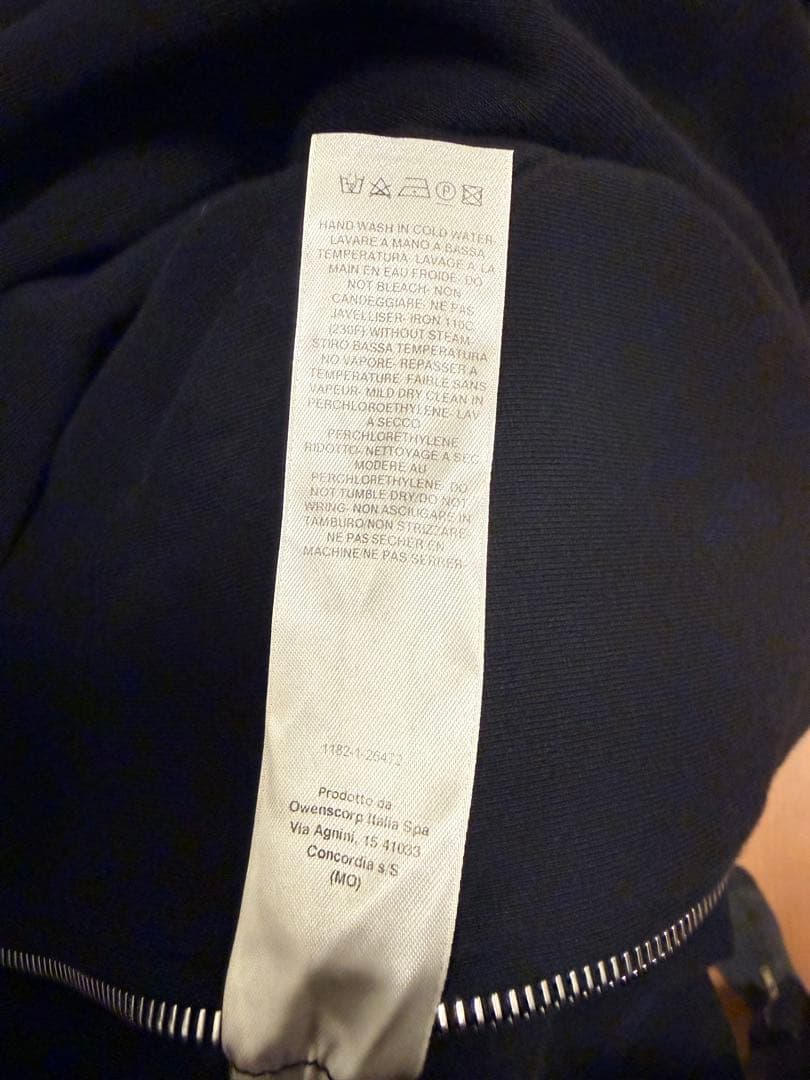 P
HAND WASH IN COLD WATER-
LAVARE A MANO A BASSA
TEMPERATURA- LAVAGE A LA
MAIN EN EAU FROIDE- DO
NOT BLEACH- NON
CANDEGGIARE- NE PAS
JAVELLISER- IRON 110C
(230F) WITHOUT STEAM-
STIRO BASSA TEMPERATURA
NO VAPORE- REPASSER A
TEMPERATURE FAIBLE SANS
VAPEUR- MILD DRY CLEAN IN
PERCHLOROETHYLENE- LAV
A SECCO
PERCHLORETHYLENE
RIDOTTO- NETTOYAGE A SEC
MODERE AU
PERCHLORETHYLENE- DO
NOT TUMBLE DRY/DO NOT
WRING- NON ASCIUGARE IN
TAMBURO/NON STRIZZARE-
NE PAS SECHER EN
MACHINE/NE PAS SERRER-
1182-1-26472
Prodotto da
Owenscorp Italia Spa
Via Agnini, 15 41033
Concordia s/S
(MO)